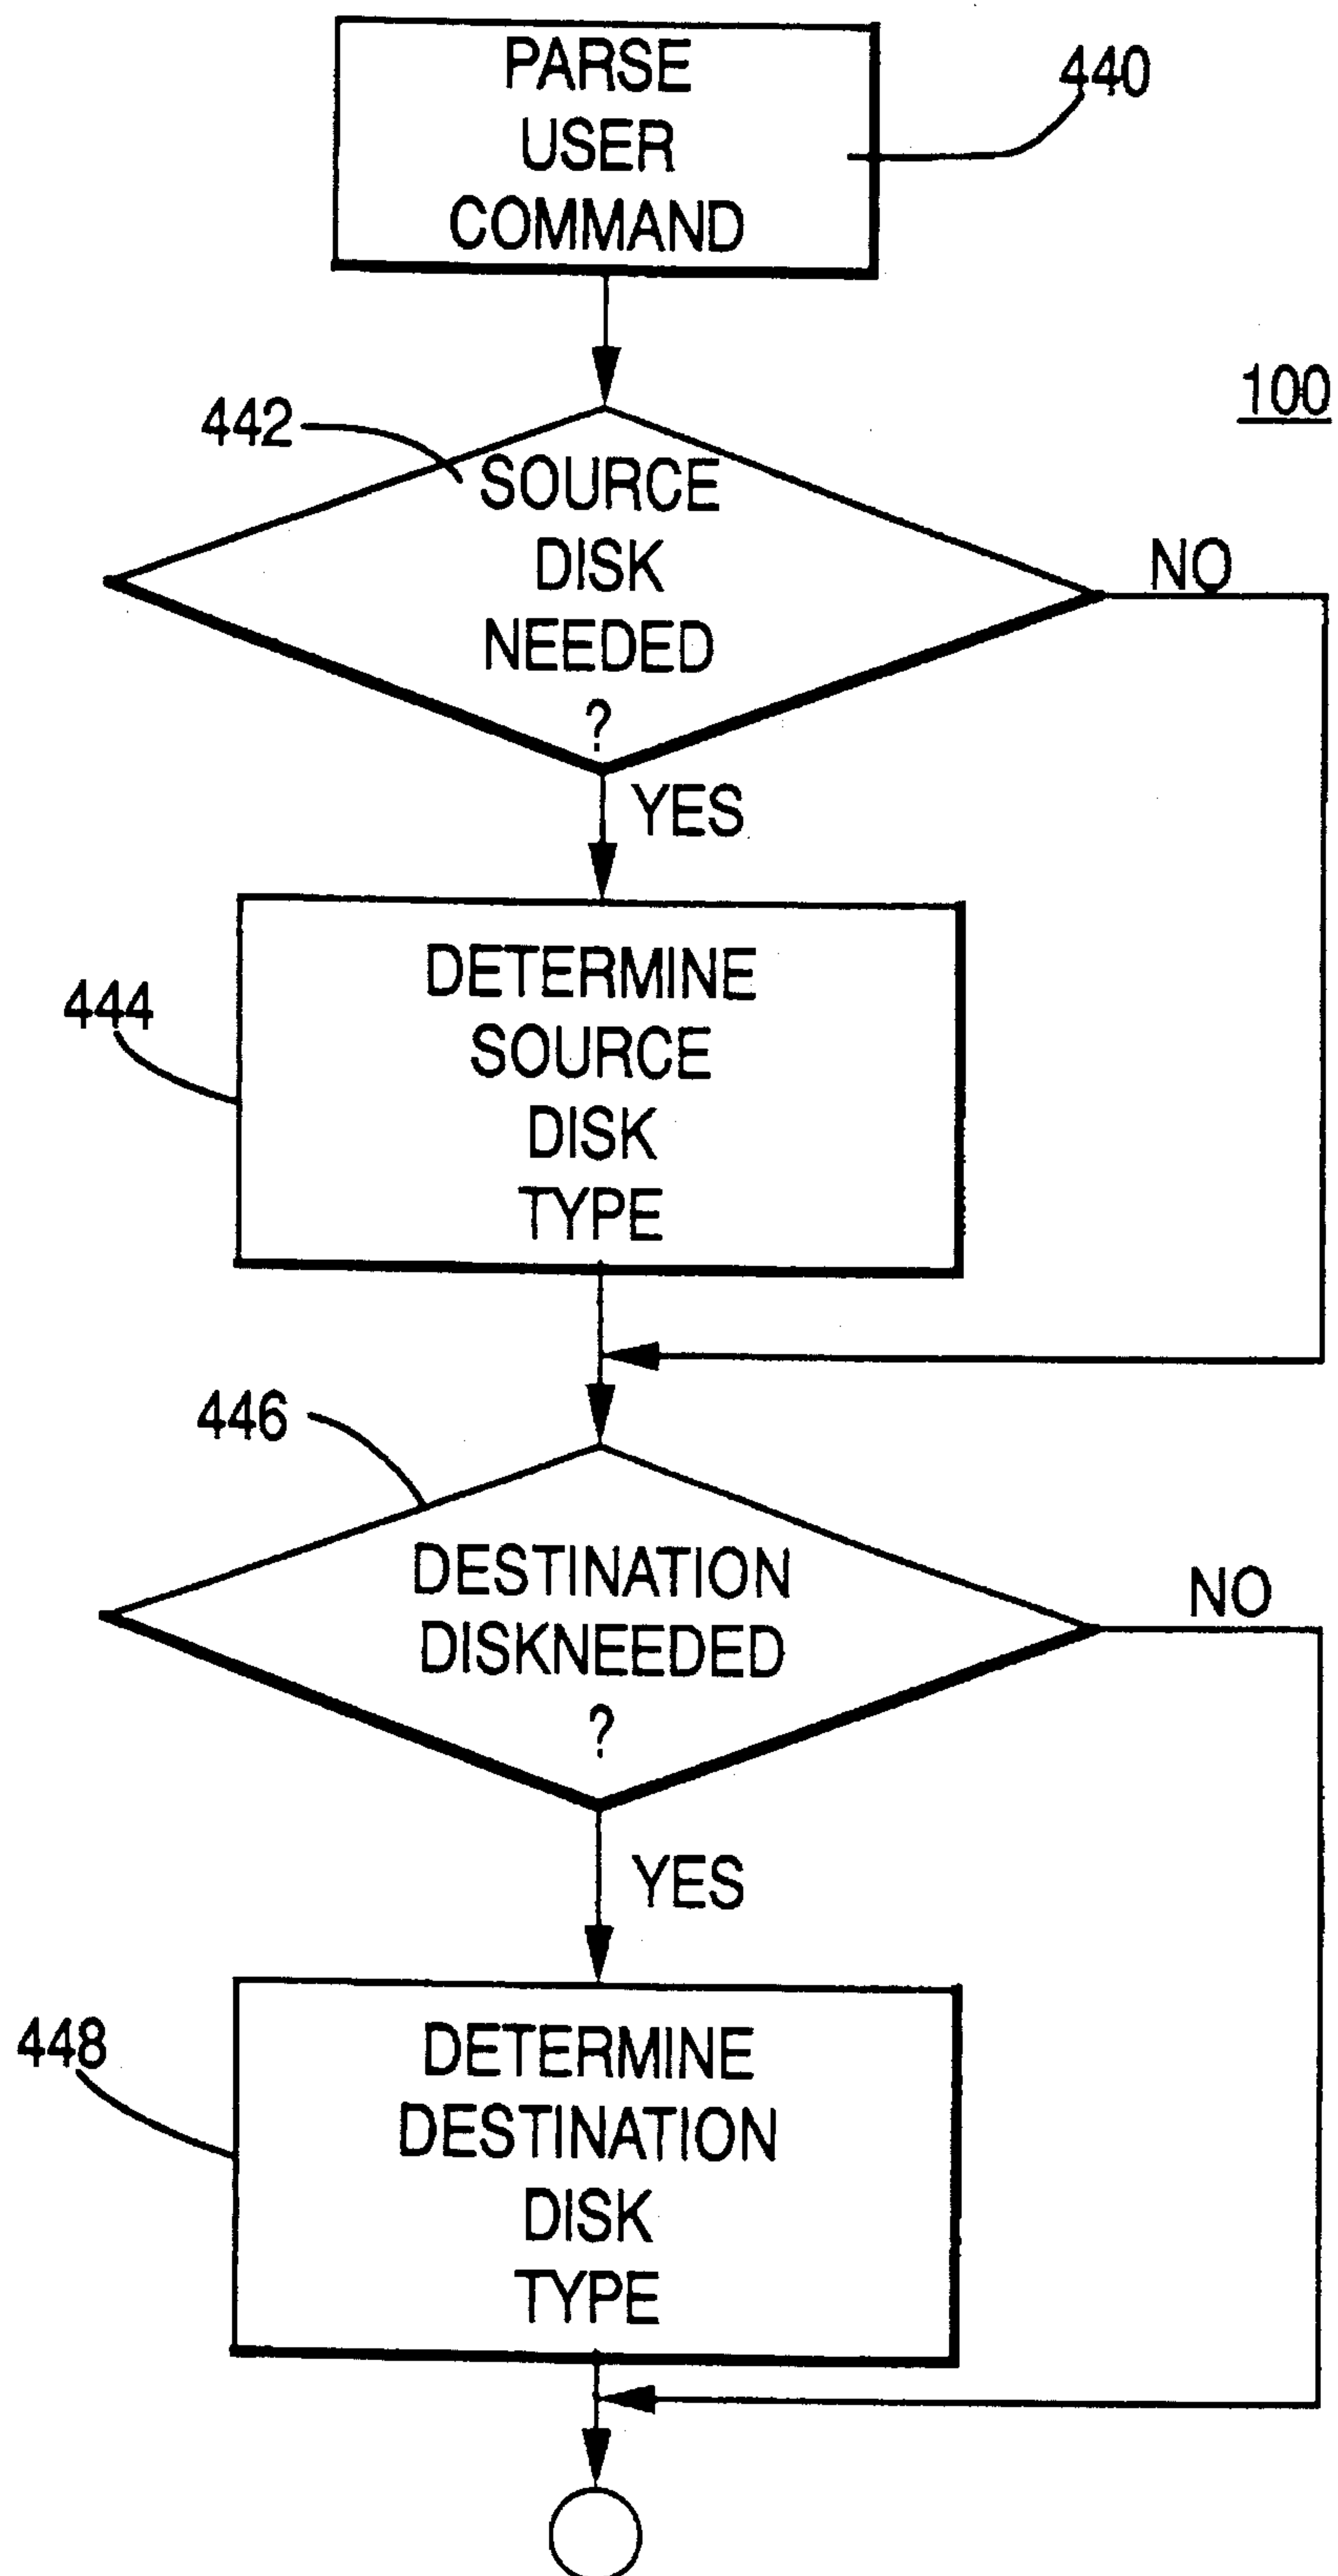 PARSE
USER
COMMAND
440
100
442
SOURCE
DISK
NEEDED
?
NO
YES
444
DETERMINE
SOURCE
DISK
TYPE
446
DESTINATION
DISKNEEDED
?
NO
YES
448
DETERMINE
DESTINATION
DISK
TYPE